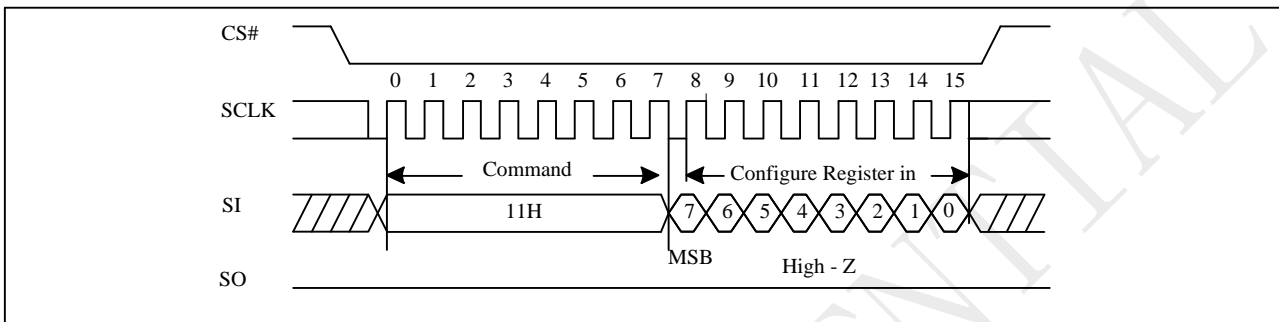 CS#
0 1 2 3 4 5 6 7 8 9 10 11 12 13 14 15
SCLK
Command Configure Register in
SI 11H 7 6 5 4 3 2 1 0
MSB High - Z
SO